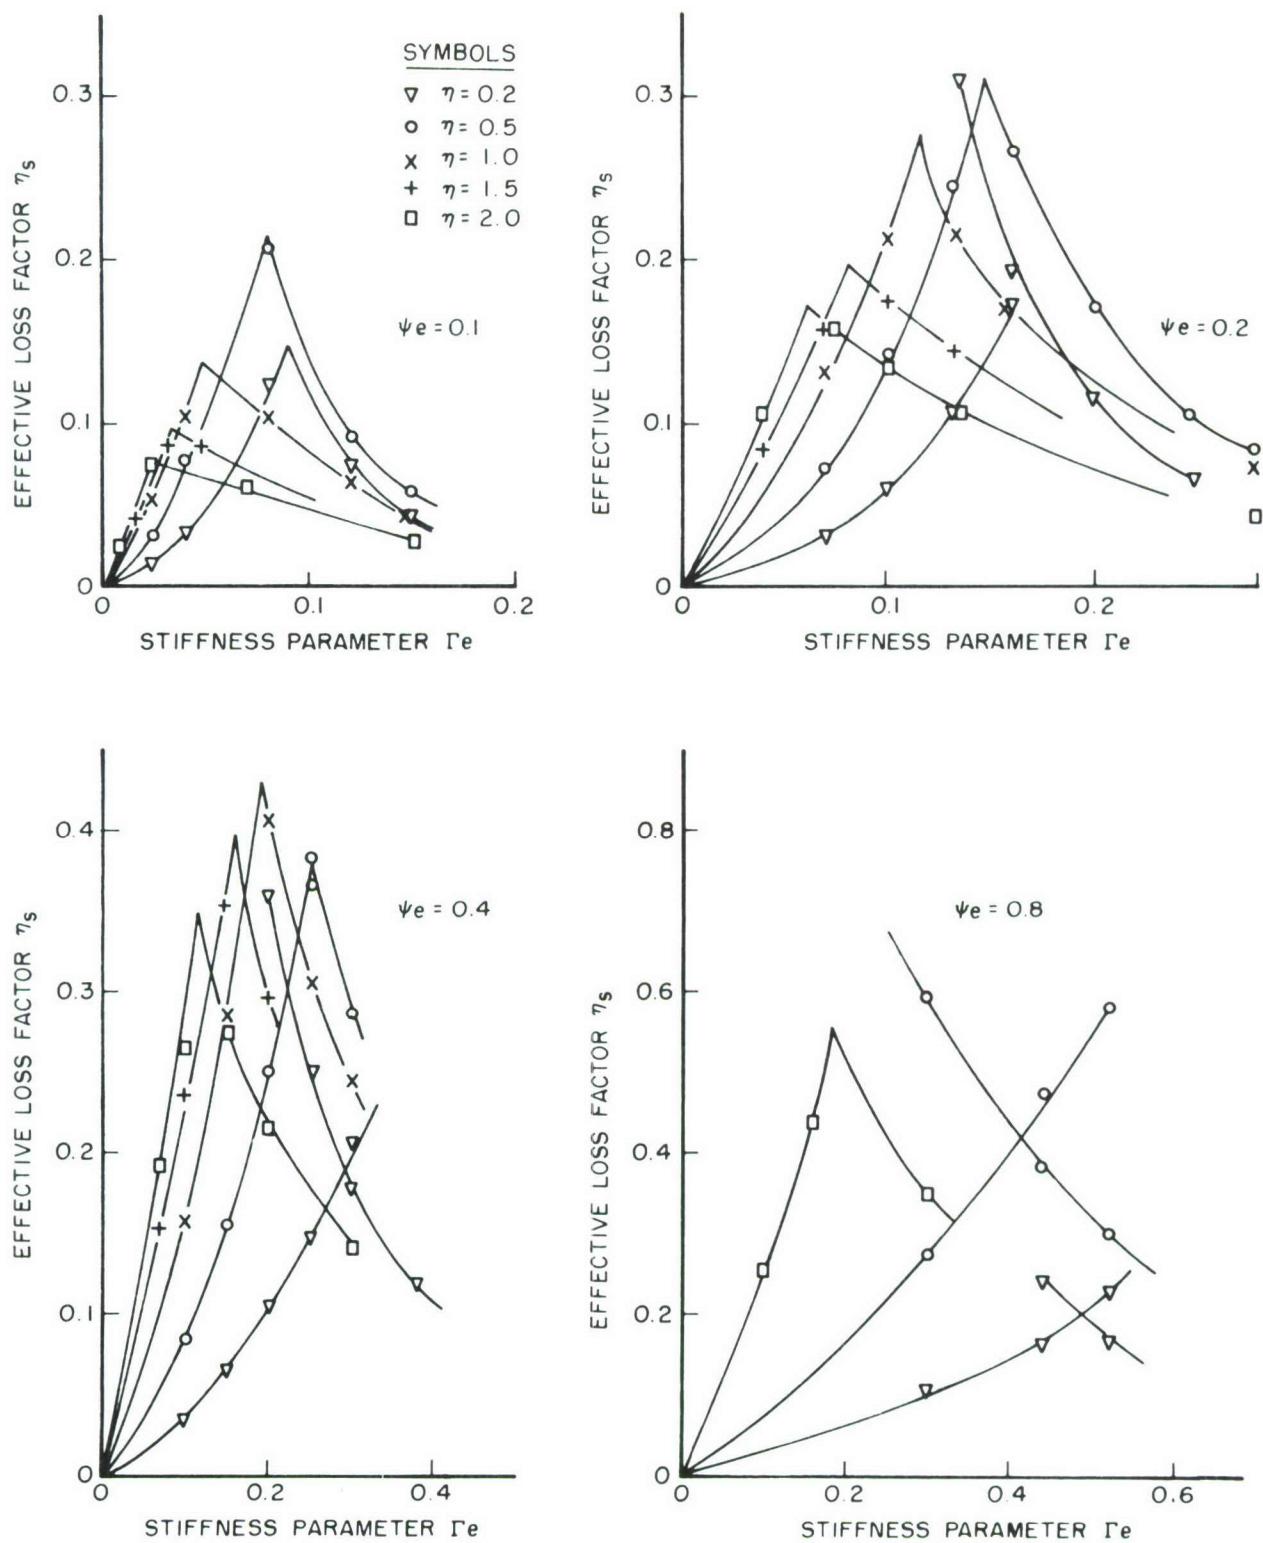 SYMBOLS
▽ η = 0.2
○ η = 0.5
× η = 1.0
+ η = 1.5
□ η = 2.0
EFFECTIVE LOSS FACTOR ηs
0.3
0.2
0.1
0
ψe = 0.1
0 0.1 0.2
STIFFNESS PARAMETER Γe
EFFECTIVE LOSS FACTOR ηs
0.3
0.2
0.1
0
ψe = 0.2
0 0.1 0.2
STIFFNESS PARAMETER Γe
EFFECTIVE LOSS FACTOR ηs
0.4
0.3
0.2
0.1
0
ψe = 0.4
0 0.2 0.4
STIFFNESS PARAMETER Γe
EFFECTIVE LOSS FACTOR ηs
0.8
0.6
0.4
0.2
0
ψe = 0.8
0 0.2 0.4 0.6
STIFFNESS PARAMETER Γe